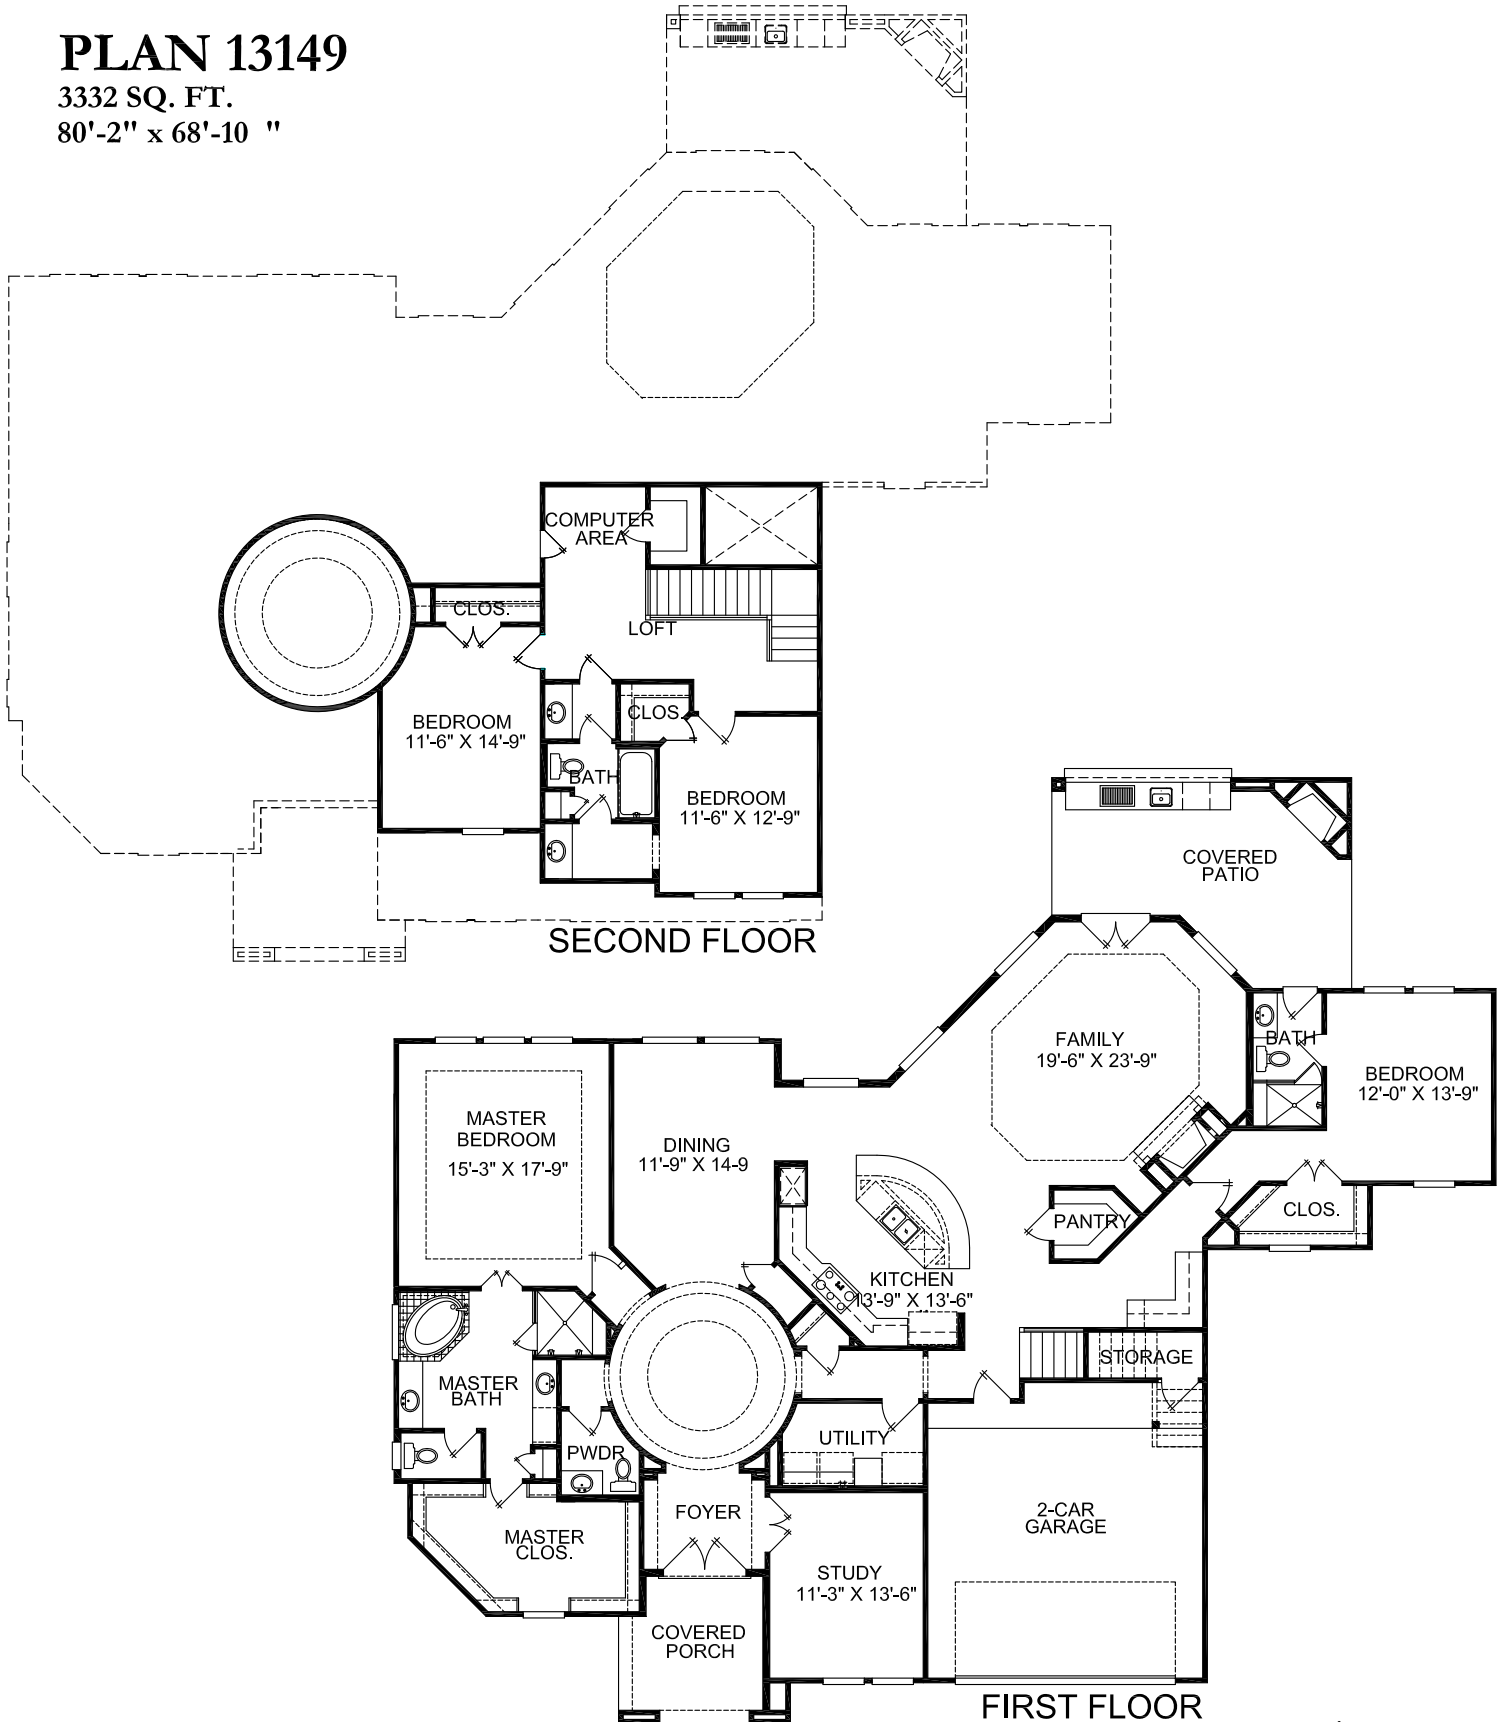 PLAN 13149
3332 SQ. FT.
80'-2" x 68'-10 "
COMPUTER
AREA
CLOS.
LOFT
BEDROOM
11'-6" X 14'-9"
CLOS.
BATH
BEDROOM
11'-6" X 12'-9"
SECOND FLOOR
COVERED
PATIO
FAMILY
19'-6" X 23'-9"
BATH
BEDROOM
12'-0" X 13'-9"
MASTER
BEDROOM
15'-3" X 17'-9"
DINING
11'-9" X 14-9
PANTRY
CLOS.
KITCHEN
13'-9" X 13'-6"
STORAGE
MASTER
BATH
UTILITY
PWDR
FOYER
2-CAR
GARAGE
MASTER
CLOS.
STUDY
11'-3" X 13'-6"
COVERED
PORCH
FIRST FLOOR